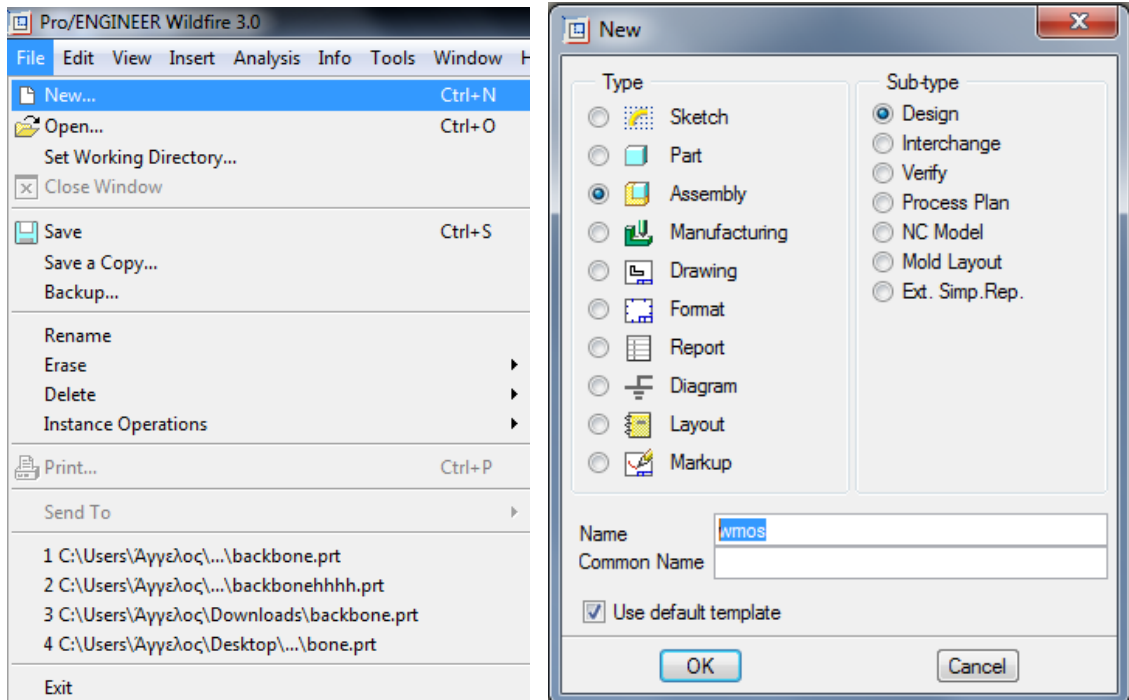 Pro/ENGINEER Wildfire 3.0
File Edit View Insert Analysis Info Tools Window
New... Ctrl+N
Open... Ctrl+O
Set Working Directory...
Close Window
Save Ctrl+S
Save a Copy...
Backup...
Rename
Erase
Delete
Instance Operations
Print... Ctrl+P
Send To
1 C:\Users\Άγγελος\...\backbone.prt
2 C:\Users\Άγγελος\...\backbonehhhh.prt
3 C:\Users\Άγγελος\Downloads\backbone.prt
4 C:\Users\Άγγελος\Desktop\...\bone.prt
Exit
New
Type
Sketch
Part
Assembly
Manufacturing
Drawing
Format
Report
Diagram
Layout
Markup
Sub-type
Design
Interchange
Verify
Process Plan
NC Model
Mold Layout
Ext. Simp.Rep.
Name wmos
Common Name
Use default template
OK Cancel